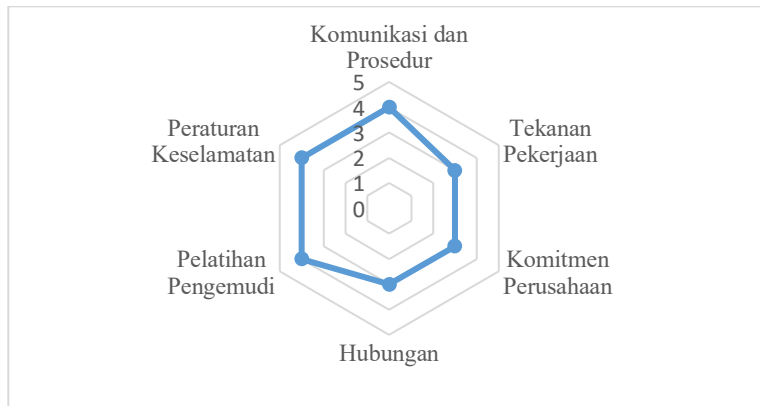 Komunikasi dan
Prosedur
5
4
3
2
1
0
Tekanan
Pekerjaan
Komitmen
Perusahaan
Hubungan
Pelatihan
Pengemudi
Peraturan
Keselamatan